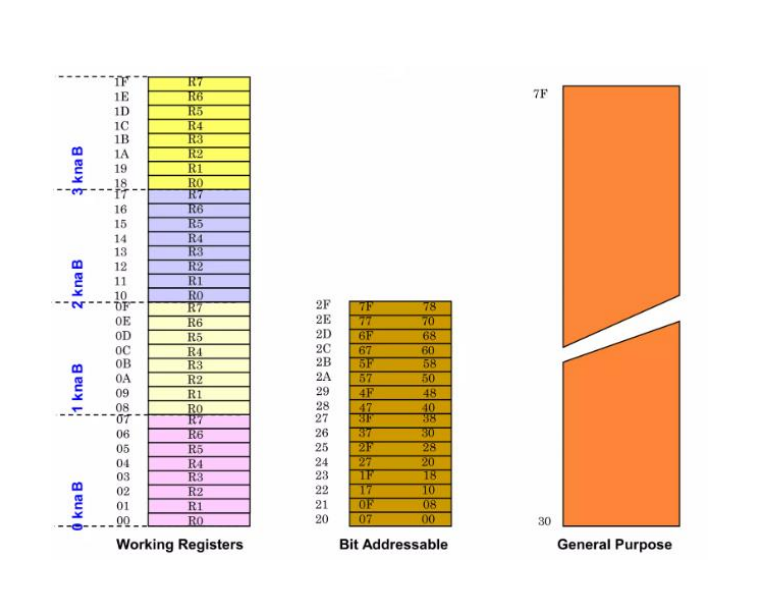 1F R7
1E R6
1D R5
1C R4
1B R3
1A R2
19 R1
18 R0
3 knaB
17 R7
16 R6
15 R5
14 R4
13 R3
12 R2
11 R1
10 R0
2 knaB
0F R7
0E R6
0D R5
0C R4
0B R3
0A R2
09 R1
08 R0
1 knaB
07 R7
06 R6
05 R5
04 R4
03 R3
02 R2
01 R1
00 R0
0 knaB
Working Registers
2F 7F 78
2E 77 70
2D 6F 68
2C 67 60
2B 5F 58
2A 57 50
29 4F 48
28 47 40
27 3F 38
26 37 30
25 2F 28
24 27 20
23 1F 18
22 17 10
21 0F 08
20 07 00
Bit Addressable
7F
30
General Purpose